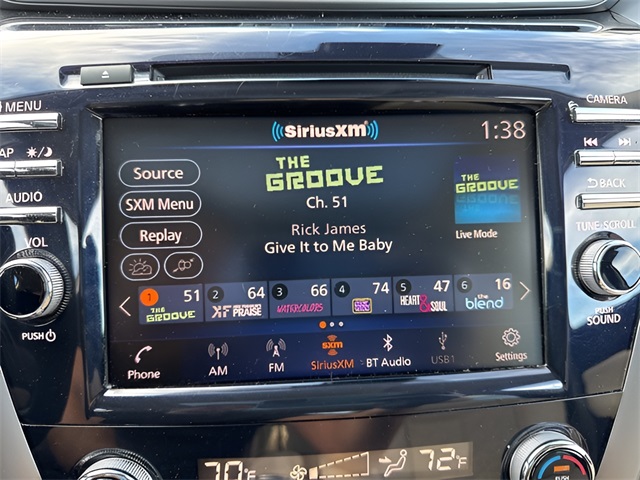 MENU
CAMERA
SiriusXM
1:38
THE GROOVE
Source
SXM Menu
Replay
Ch. 51
Rick James
Give It to Me Baby
THE GROOVE
Live Mode
AP
AUDIO
VOL
PUSH
BACK
TUNE·SCROLL
PUSH
SOUND
1 51 THE GROOVE
2 64 PRAISE
3 66 WATERCOLORS
4 74
5 47 HEART & SOUL
6 16 the blend
Phone
AM
FM
sxm
SiriusXM
BT Audio
USB1
Settings
70°F
72°F